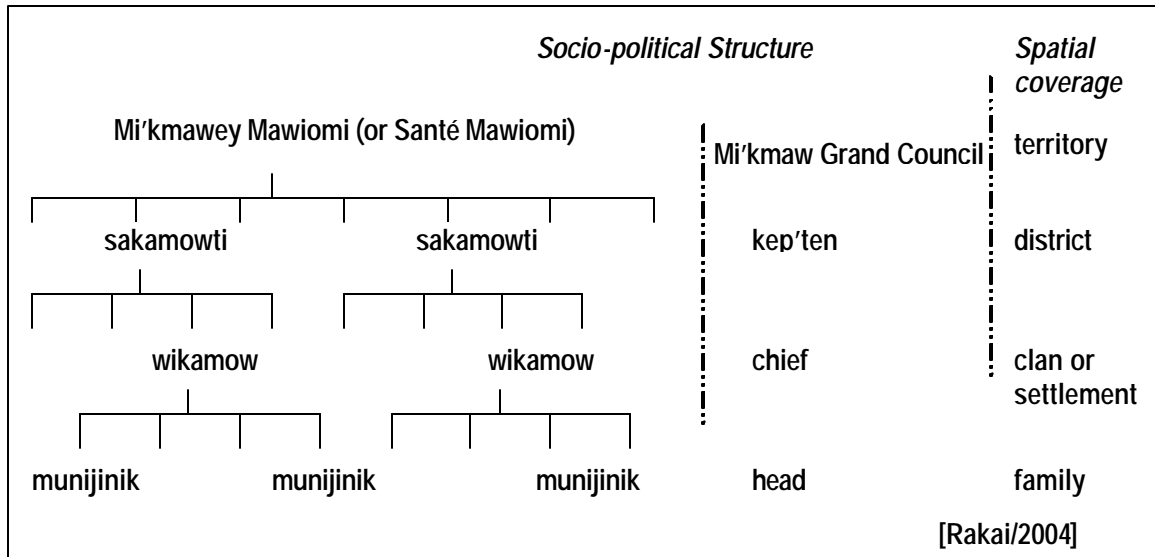 Socio-political Structure
Spatial
coverage
Mi'kmawey Mawiomi (or Santé Mawiomi)
Mi'kmaw Grand Council
territory
sakamowti
sakamowti
kep'ten
district
wikamow
wikamow
chief
clan or
settlement
munijinik
munijinik
munijinik
head
family
[Rakai/2004]